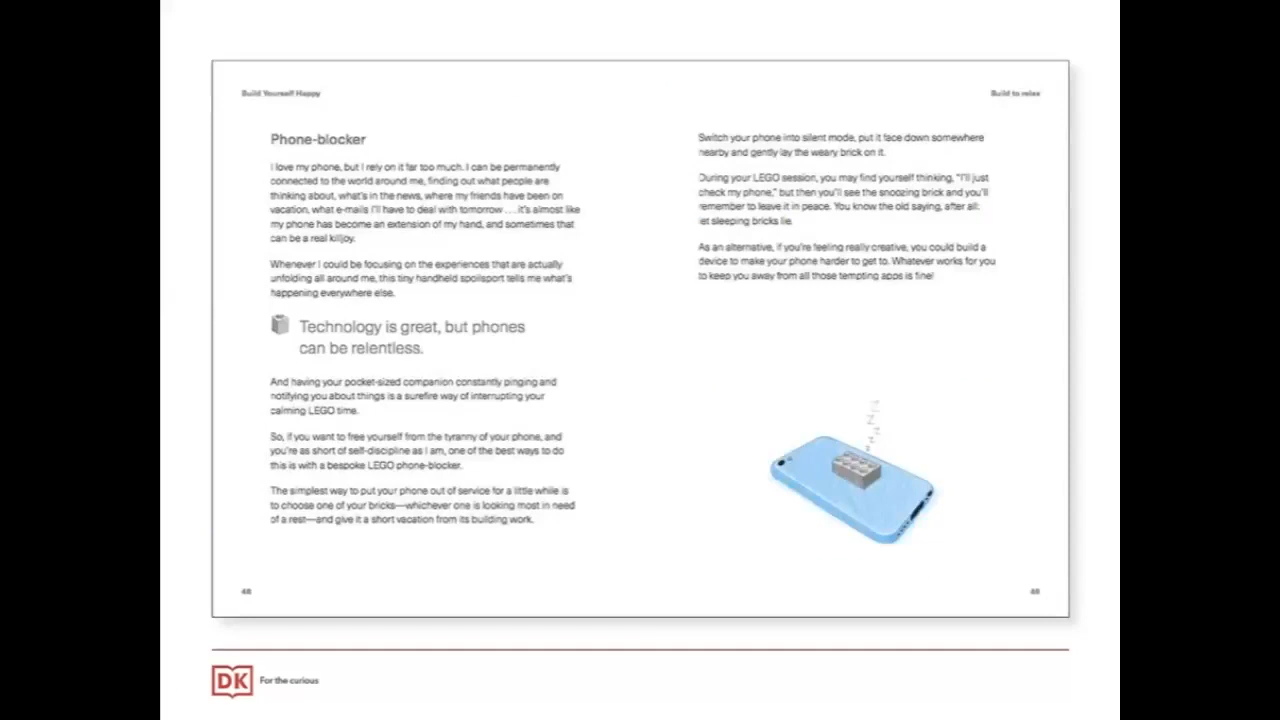 Build Yourself Happy
Build to relax
Phone-blocker
I love my phone, but I rely on it far too much. I can be permanently
connected to the world around me, finding out what people are
thinking about, what's in the news, where my friends have been on
vacation, what e-mails I'll have to deal with tomorrow . . . it's almost like
my phone has become an extension of my hand, and sometimes that
can be a real killjoy.
Whenever I could be focusing on the experiences that are actually
unfolding all around me, this tiny handheld spoilsport tells me what's
happening everywhere else.
Technology is great, but phones
can be relentless.
And having your pocket-sized companion constantly pinging and
notifying you about things is a surefire way of interrupting your
calming LEGO time.
So, if you want to free yourself from the tyranny of your phone, and
you're as short of self-discipline as I am, one of the best ways to do
this is with a bespoke LEGO phone-blocker.
The simplest way to put your phone out of service for a little while is
to choose one of your bricks—whichever one is looking most in need
of a rest—and give it a short vacation from its building work.
48
Switch your phone into silent mode, put it face down somewhere
nearby and gently lay the weary brick on it.
During your LEGO session, you may find yourself thinking, "I'll just
check my phone," but then you'll see the snoozing brick and you'll
remember to leave it in peace. You know the old saying, after all:
let sleeping bricks lie.
As an alternative, if you're feeling really creative, you could build a
device to make your phone harder to get to. Whatever works for you
to keep you away from all those tempting apps is fine!
Z
Z
Z
Z
Z
Z
DK
For the curious